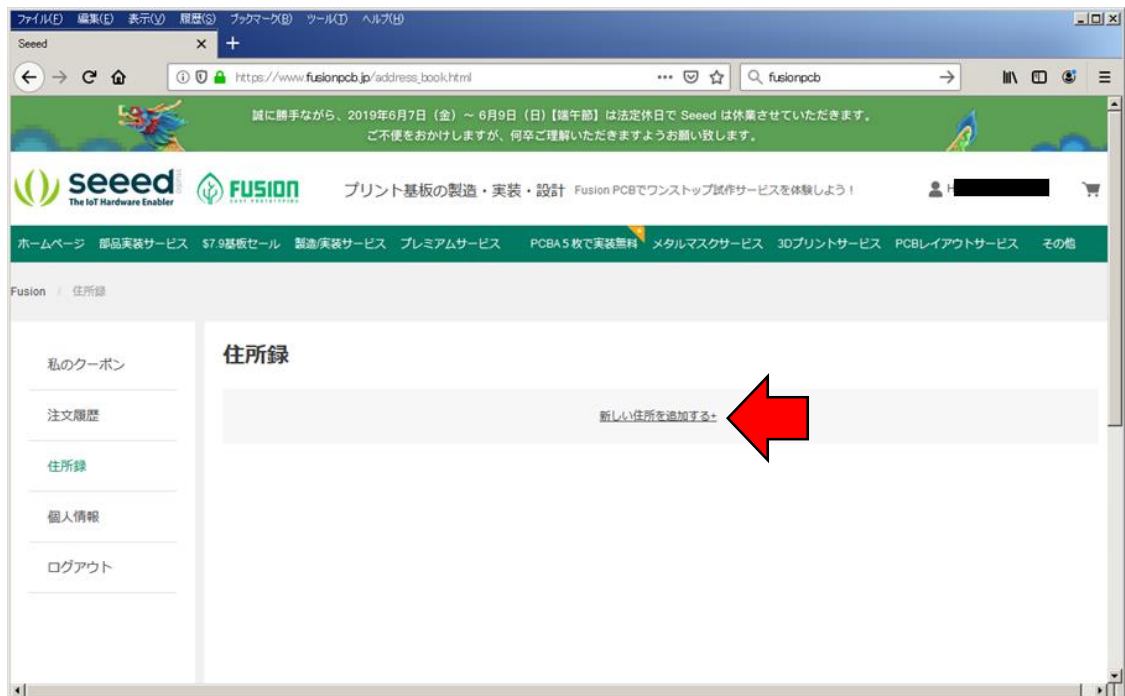 ファイル(F) 編集(E) 表示(V) 履歴(S) ブックマーク(B) ツール(T) ヘルプ(H)
Seeed
https://www.fusionpcb.jp/address_book.html
fusionpcb
誠に勝手ながら、2019年6月7日（金）～ 6月9日（日）【端午節】は法定休日で Seeed は休業させていただきます。
ご不便をおかけしますが、何卒ご理解いただきますようお願い致します。
seeed
The IoT Hardware Enabler
FUSION
EASY PROTOTYPING
プリント基板の製造・実装・設計 Fusion PCBでワンストップ試作サービスを体験しよう！
H
ホームページ 部品実装サービス $7.9基板セール 製造/実装サービス プレミアムサービス PCBA５枚で実装無料 メタルマスクサービス 3Dプリントサービス PCBレイアウトサービス その他
Fusion / 住所録
私のクーポン
注文履歴
住所録
個人情報
ログアウト
住所録
新しい住所を追加する+